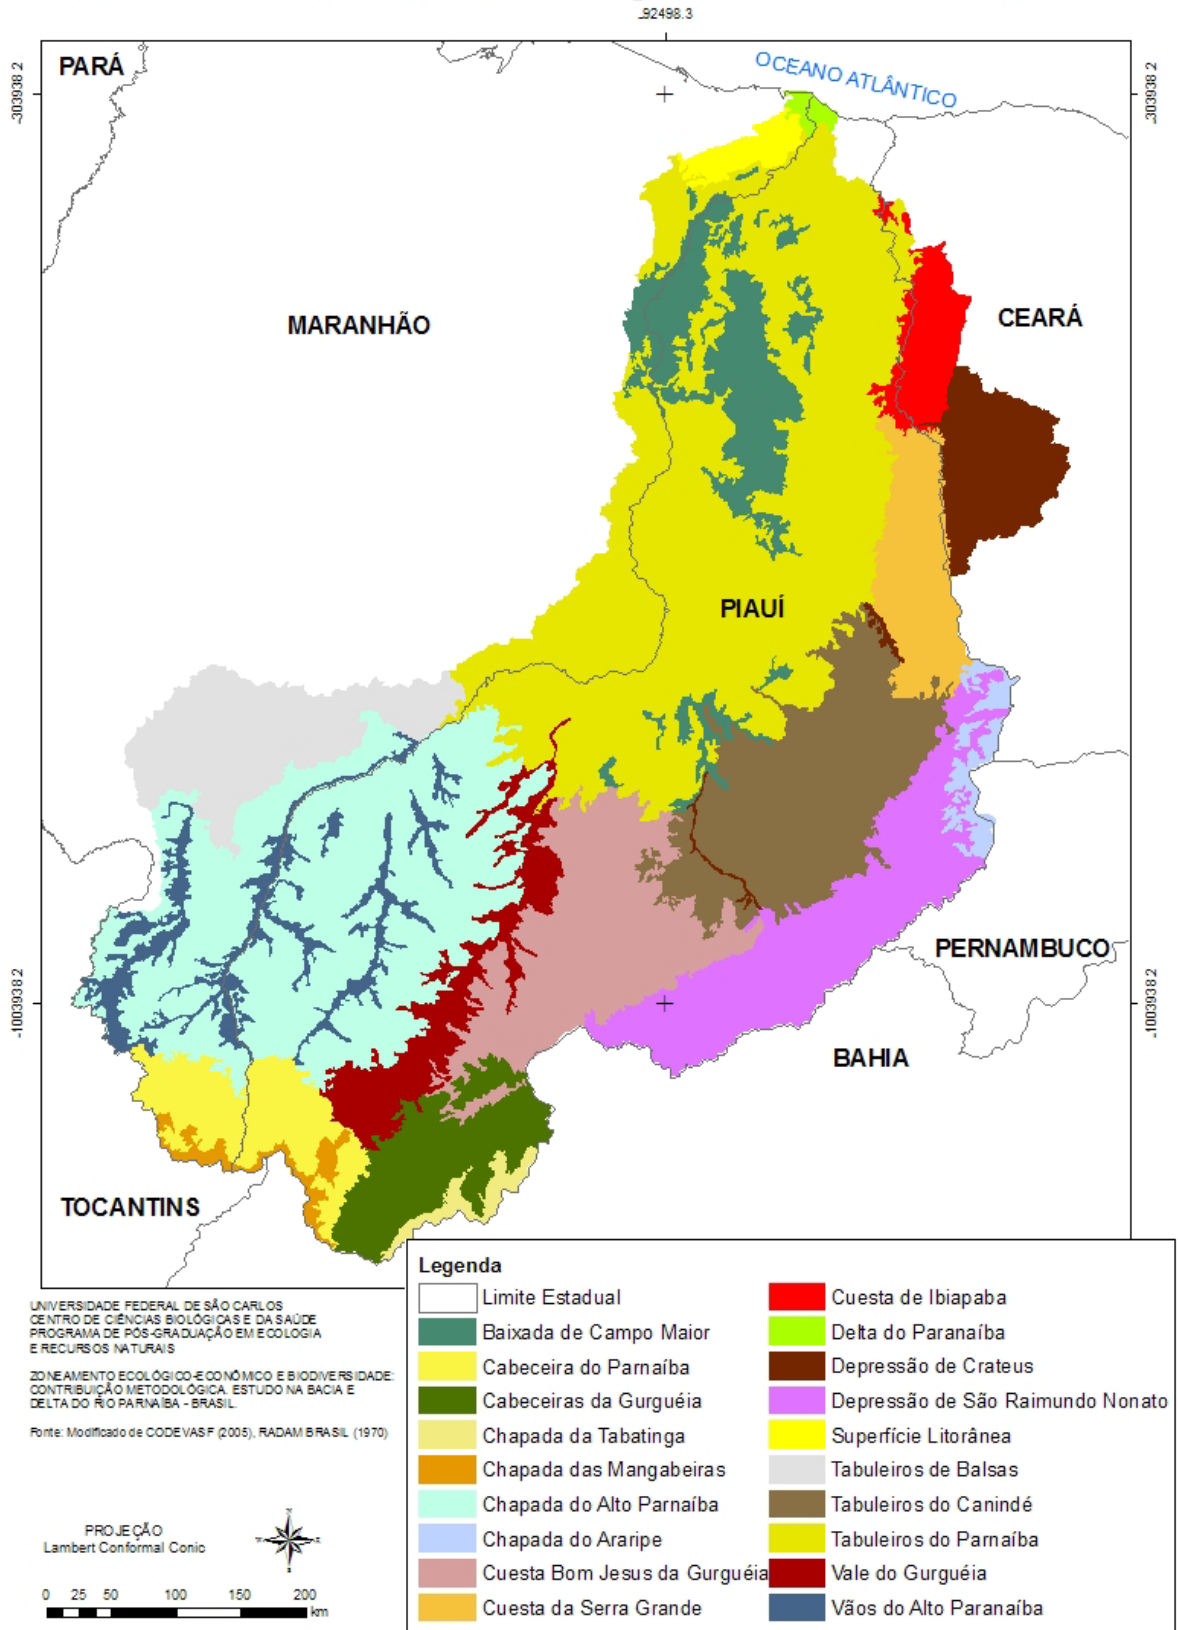 92498.3
PARÁ
OCEANO ATLÂNTICO
-303938.2
-303938.2
MARANHÃO
CEARÁ
PIAUÍ
PERNAMBUCO
-1003938.2
-1003938.2
BAHIA
TOCANTINS
Legenda
Limite Estadual
Baixada de Campo Maior
Cabeceira do Parnaíba
Cabeceiras da Gurguéia
Chapada da Tabatinga
Chapada das Mangabeiras
Chapada do Alto Parnaíba
Chapada do Araripe
Cuesta Bom Jesus da Gurguéia
Cuesta da Serra Grande
Cuesta de Ibiapaba
Delta do Paranaíba
Depressão de Crateus
Depressão de São Raimundo Nonato
Superfície Litorânea
Tabuleiros de Balsas
Tabuleiros do Canindé
Tabuleiros do Parnaíba
Vale do Gurguéia
Vãos do Alto Paranaíba
UNIVERSIDADE FEDERAL DE SÃO CARLOS
CENTRO DE CIÊNCIAS BIOLÓGICAS E DA SAÚDE
PROGRAMA DE PÓS-GRADUAÇÃO EM ECOLOGIA
E RECURSOS NATURAIS
ZONEAMENTO ECOLÓGICO-ECONÔMICO E BIODIVERSIDADE:
CONTRIBUIÇÃO METODOLÓGICA. ESTUDO NA BACIA E
DELTA DO RIO PARNAÍBA - BRASIL.
Fonte: Modificado de CODEVASF (2005), RADAM BRASIL (1970)
PROJEÇÃO
Lambert Conformal Conic
0 25 50 100 150 200
km